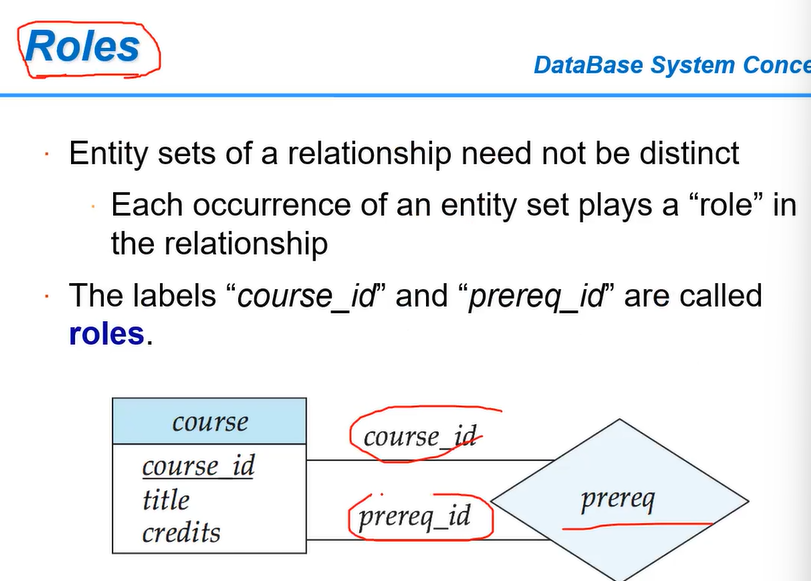 Roles
DataBase System Conce
· Entity sets of a relationship need not be distinct
· Each occurrence of an entity set plays a “role” in
the relationship
· The labels “course_id” and “prereq_id” are called
roles.
course
course_id
title
credits
course_id
prereq_id
prereq